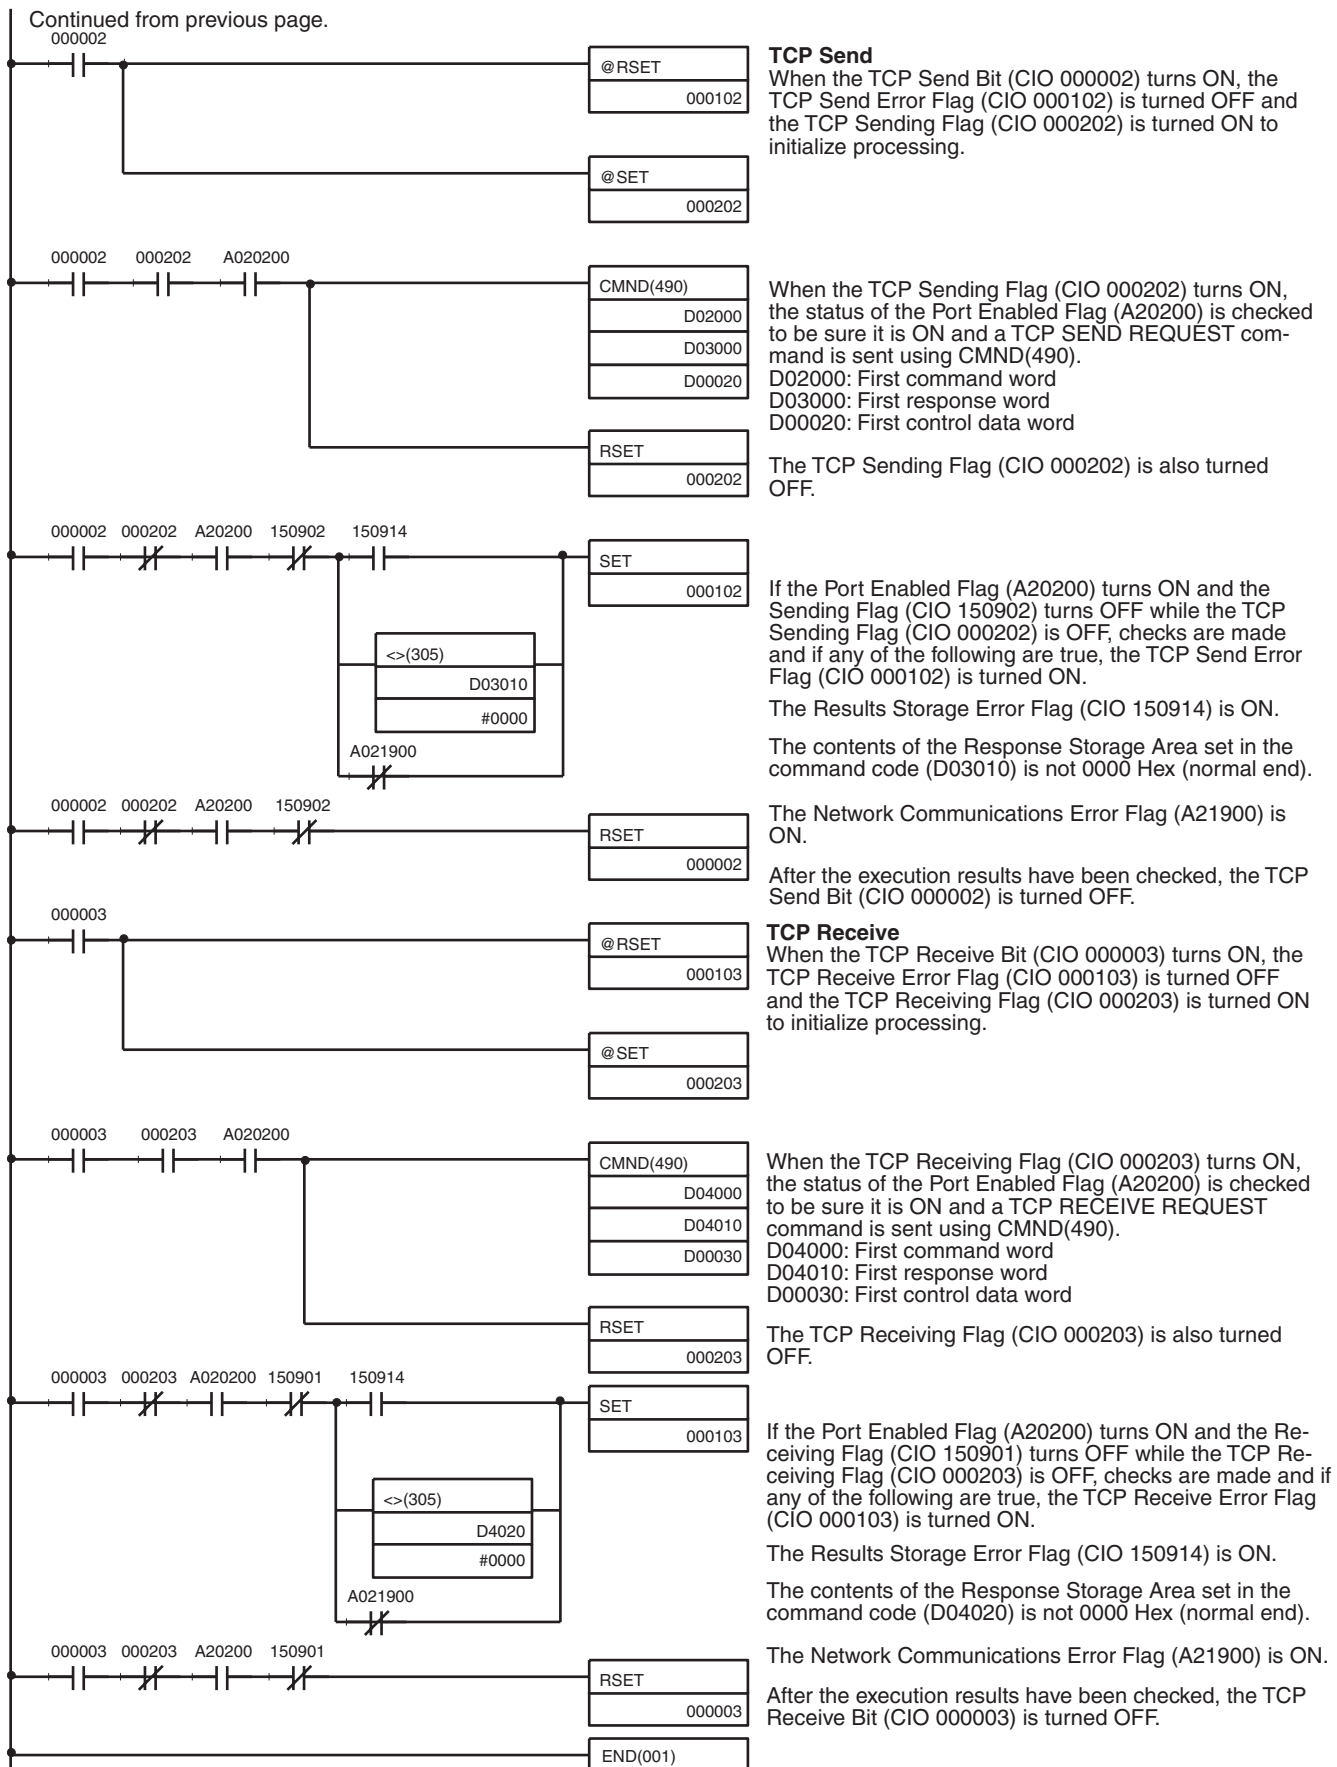 Continued from previous page.
000002
@RSET
000102
@SET
000202
TCP Send
When the TCP Send Bit (CIO 000002) turns ON, the
TCP Send Error Flag (CIO 000102) is turned OFF and
the TCP Sending Flag (CIO 000202) is turned ON to
initialize processing.
000002 000202 A020200
CMND(490)
D02000
D03000
D00020
RSET
000202
When the TCP Sending Flag (CIO 000202) turns ON,
the status of the Port Enabled Flag (A20200) is checked
to be sure it is ON and a TCP SEND REQUEST com-
mand is sent using CMND(490).
D02000: First command word
D03000: First response word
D00020: First control data word
The TCP Sending Flag (CIO 000202) is also turned
OFF.
000002 000202 A20200 150902 150914
SET
000102
<>(305)
D03010
#0000
A021900
If the Port Enabled Flag (A20200) turns ON and the
Sending Flag (CIO 150902) turns OFF while the TCP
Sending Flag (CIO 000202) is OFF, checks are made
and if any of the following are true, the TCP Send Error
Flag (CIO 000102) is turned ON.
The Results Storage Error Flag (CIO 150914) is ON.
The contents of the Response Storage Area set in the
command code (D03010) is not 0000 Hex (normal end).
The Network Communications Error Flag (A21900) is
ON.
000002 000202 A20200 150902
RSET
000002
After the execution results have been checked, the TCP
Send Bit (CIO 000002) is turned OFF.
000003
@RSET
000103
@SET
000203
TCP Receive
When the TCP Receive Bit (CIO 000003) turns ON, the
TCP Receive Error Flag (CIO 000103) is turned OFF
and the TCP Receiving Flag (CIO 000203) is turned ON
to initialize processing.
000003 000203 A020200
CMND(490)
D04000
D04010
D00030
RSET
000203
When the TCP Receiving Flag (CIO 000203) turns ON,
the status of the Port Enabled Flag (A20200) is checked
to be sure it is ON and a TCP RECEIVE REQUEST
command is sent using CMND(490).
D04000: First command word
D04010: First response word
D00030: First control data word
The TCP Receiving Flag (CIO 000203) is also turned
OFF.
000003 000203 A020200 150901 150914
SET
000103
<>(305)
D4020
#0000
A021900
If the Port Enabled Flag (A20200) turns ON and the Re-
ceiving Flag (CIO 150901) turns OFF while the TCP Re-
ceiving Flag (CIO 000203) is OFF, checks are made and if
any of the following are true, the TCP Receive Error Flag
(CIO 000103) is turned ON.
The Results Storage Error Flag (CIO 150914) is ON.
The contents of the Response Storage Area set in the
command code (D04020) is not 0000 Hex (normal end).
The Network Communications Error Flag (A21900) is ON.
000003 000203 A20200 150901
RSET
000003
After the execution results have been checked, the TCP
Receive Bit (CIO 000003) is turned OFF.
END(001)